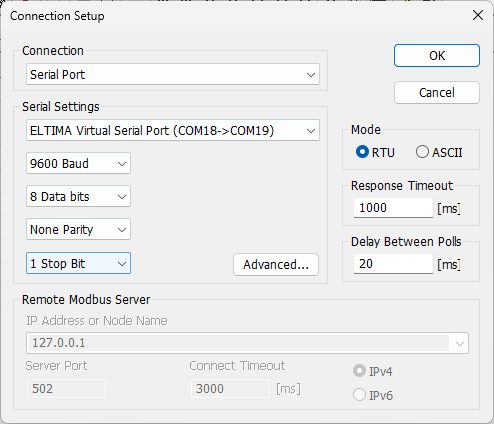 Connection Setup
Connection
Serial Port
OK
Cancel
Serial Settings
ELTIMA Virtual Serial Port (COM18->COM19)
9600 Baud
8 Data bits
None Parity
1 Stop Bit
Advanced...
Mode
RTU
ASCII
Response Timeout
1000 [ms]
Delay Between Polls
20 [ms]
Remote Modbus Server
IP Address or Node Name
127.0.0.1
Server Port
502
Connect Timeout
3000 [ms]
IPv4
IPv6